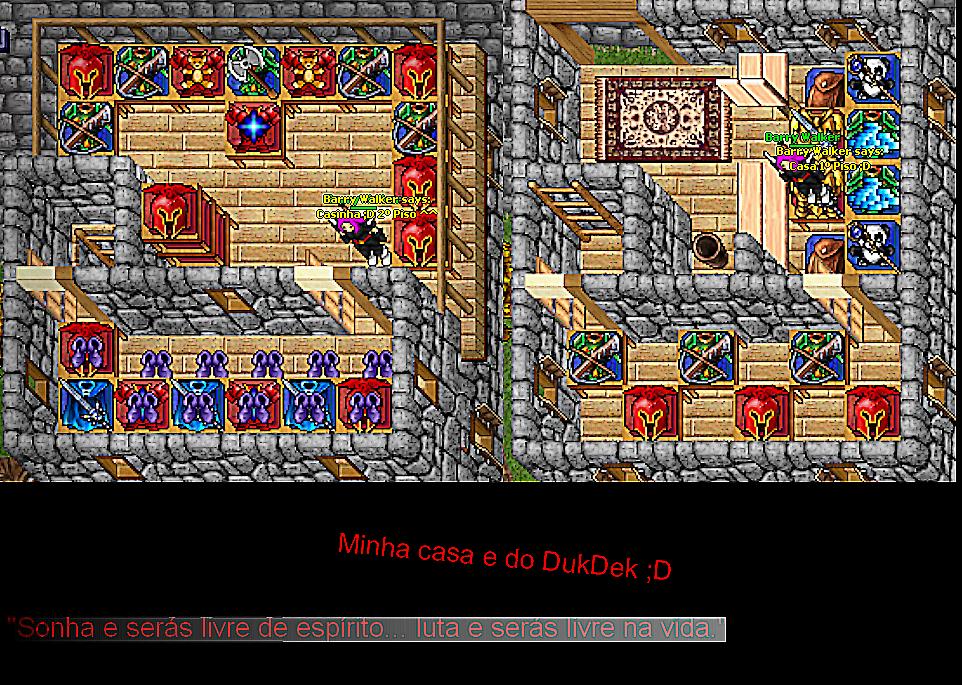 Barry Walker says:
Casinha ;D 2º Piso ^^
Barry Walker
Barry Walker says:
Casa 1º Piso ;D
Minha casa e do DukDek ;D
"Sonha e serás livre de espírito... luta e serás livre na vida."